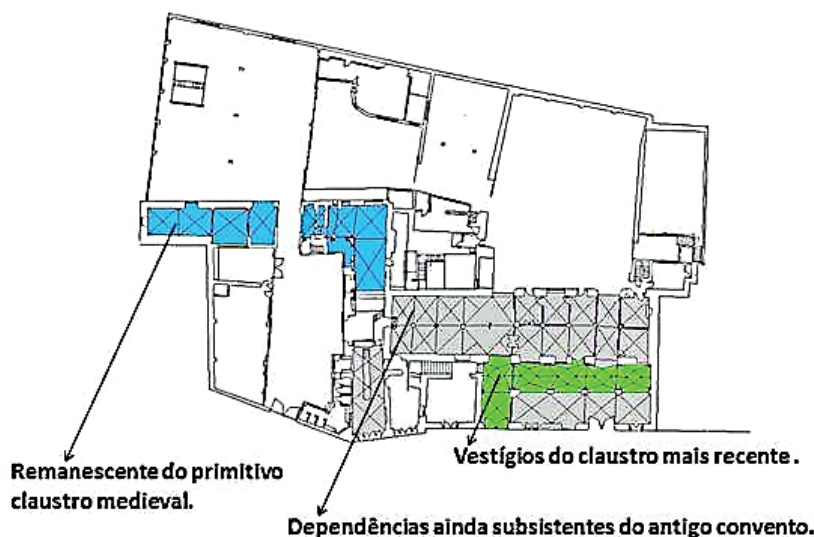 Remanescente do primitivo
claustro medieval.
Vestígios do claustro mais recente .
Dependências ainda subsistentes do antigo convento.